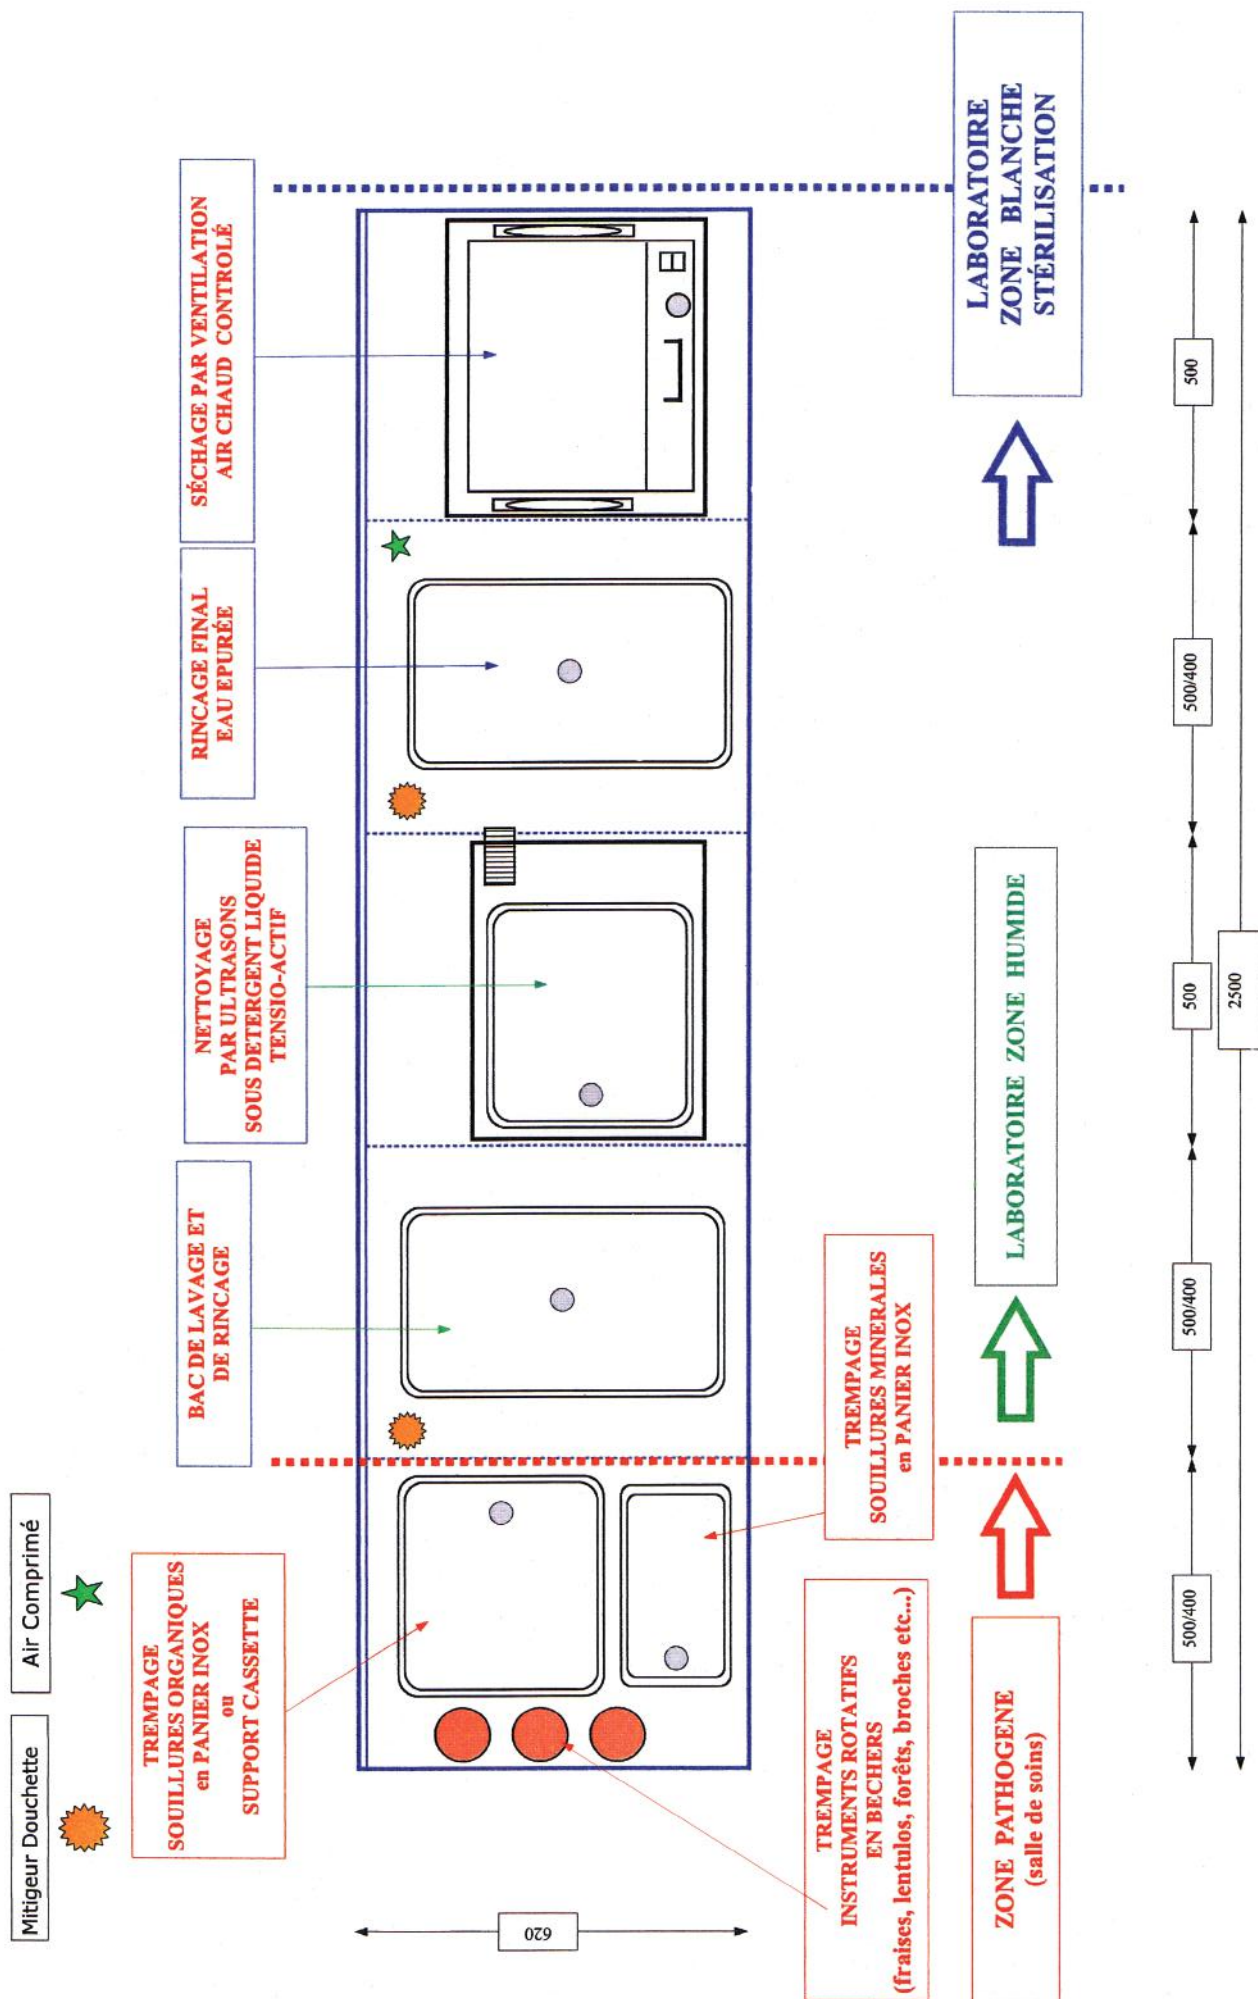 Mitigeur Douchette
Air Comprimé
TREMPAGE
SOUILLURES ORGANIQUES
en PANIER INOX
ou
SUPPORT CASSETTE
BAC DE LAVAGE ET
DE RINCAGE
NETTOYAGE
PAR ULTRASONS
SOUS DETERGENT LIQUIDE
TENSIO-ACTIF
RINCAGE FINAL
EAU EPURÉE
SÉCHAGE PAR VENTILATION
AIR CHAUD CONTROLÉ
620
TREMPAGE
INSTRUMENTS ROTATIFS
EN BECHERS
(fraises, lentulos, forêts, broches etc...)
TREMPAGE
SOUILLURES MINERALES
en PANIER INOX
ZONE PATHOGENE
(salle de soins)
LABORATOIRE ZONE HUMIDE
LABORATOIRE
ZONE BLANCHE
STÉRILISATION
500/400
500/400
500
500/400
500
2500